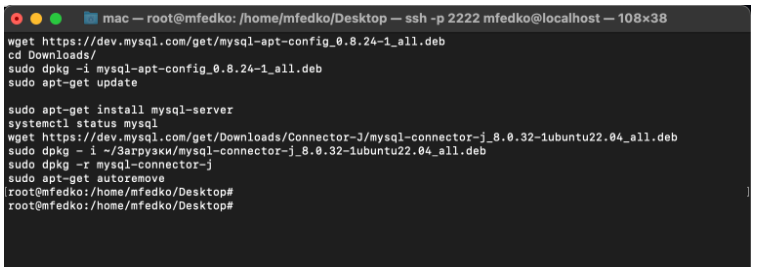 mac — root@mfedko: /home/mfedko/Desktop — ssh -p 2222 mfedko@localhost — 108×38
wget https://dev.mysql.com/get/mysql-apt-config_0.8.24-1_all.deb
cd Downloads/
sudo dpkg -i mysql-apt-config_0.8.24-1_all.deb
sudo apt-get update
sudo apt-get install mysql-server
systemctl status mysql
wget https://dev.mysql.com/get/Downloads/Connector-J/mysql-connector-j_8.0.32-1ubuntu22.04_all.deb
sudo dpkg - i ~/Загрузки/mysql-connector-j_8.0.32-1ubuntu22.04_all.deb
sudo dpkg -r mysql-connector-j
sudo apt-get autoremove
[root@mfedko:/home/mfedko/Desktop# ]
root@mfedko:/home/mfedko/Desktop#